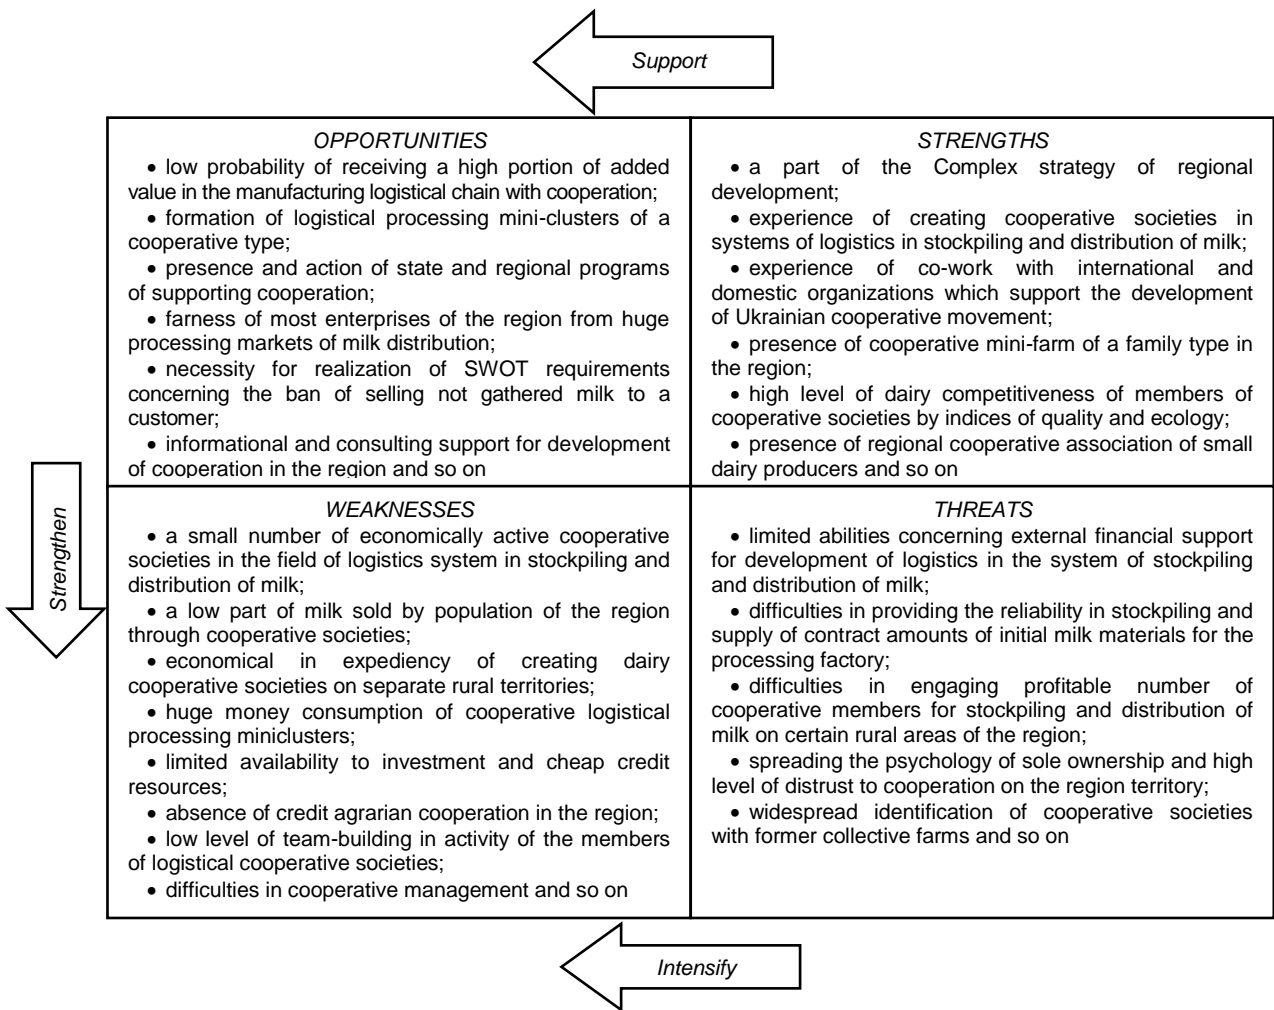 Support
OPPORTUNITIES
• low probability of receiving a high portion of added
value in the manufacturing logistical chain with cooperation;
• formation of logistical processing mini-clusters of a
cooperative type;
• presence and action of state and regional programs
of supporting cooperation;
• farness of most enterprises of the region from huge
processing markets of milk distribution;
• necessity for realization of SWOT requirements
concerning the ban of selling not gathered milk to a
customer;
• informational and consulting support for development
of cooperation in the region and so on
STRENGTHS
• a part of the Complex strategy of regional
development;
• experience of creating cooperative societies in
systems of logistics in stockpiling and distribution of milk;
• experience of co-work with international and
domestic organizations which support the development
of Ukrainian cooperative movement;
• presence of cooperative mini-farm of a family type in
the region;
• high level of dairy competitiveness of members of
cooperative societies by indices of quality and ecology;
• presence of regional cooperative association of small
dairy producers and so on
Strengthen
WEAKNESSES
• a small number of economically active cooperative
societies in the field of logistics system in stockpiling and
distribution of milk;
• a low part of milk sold by population of the region
through cooperative societies;
• economical in expediency of creating dairy
cooperative societies on separate rural territories;
• huge money consumption of cooperative logistical
processing miniclusters;
• limited availability to investment and cheap credit
resources;
• absence of credit agrarian cooperation in the region;
• low level of team-building in activity of the members
of logistical cooperative societies;
• difficulties in cooperative management and so on
THREATS
• limited abilities concerning external financial support
for development of logistics in the system of stockpiling
and distribution of milk;
• difficulties in providing the reliability in stockpiling and
supply of contract amounts of initial milk materials for the
processing factory;
• difficulties in engaging profitable number of
cooperative members for stockpiling and distribution of
milk on certain rural areas of the region;
• spreading the psychology of sole ownership and high
level of distrust to cooperation on the region territory;
• widespread identification of cooperative societies
with former collective farms and so on
Intensify